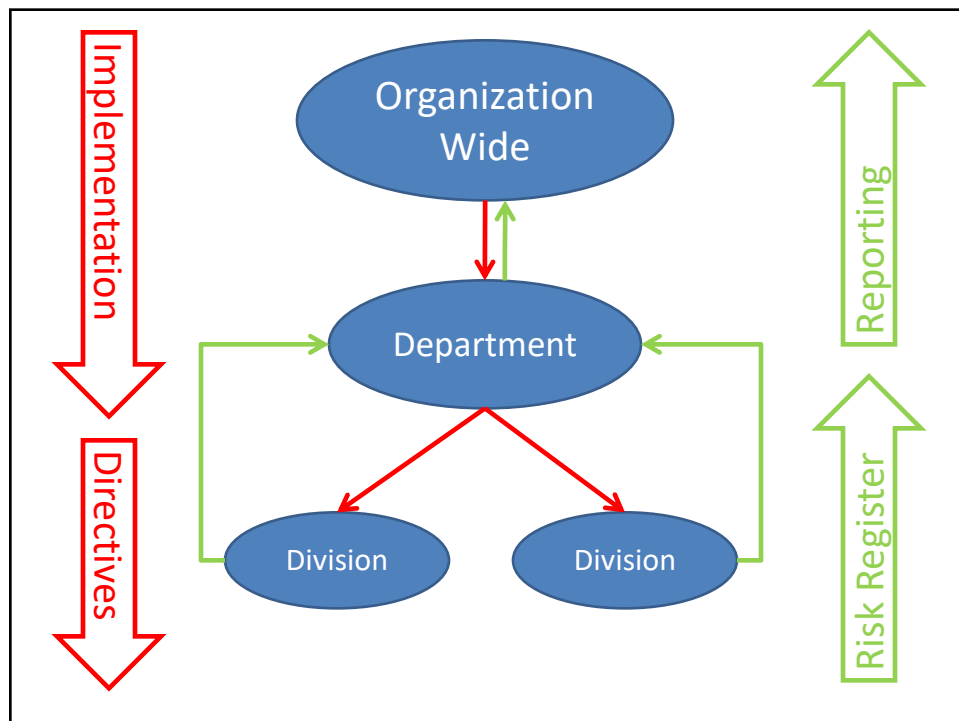 Implementation
Organization
Wide
Reporting
Department
Directives
Division
Division
Risk Register